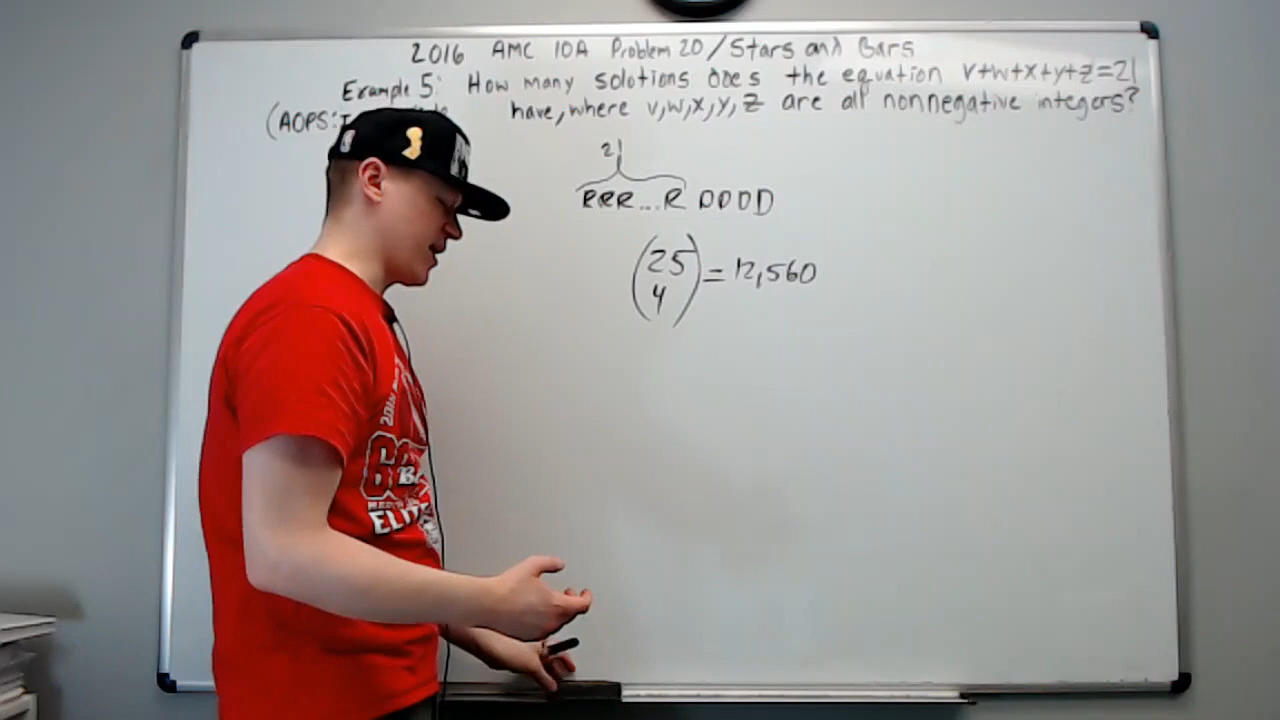 2016 AMC 10A Problem 20/Stars and Bars
Example 5: How many solutions does the equation v+w+x+y+z=21
(AOPS: have, where v,w,x,y,z are all nonnegative integers?
21
RRR...R DDDD
(25 4) = 12,560
ELIT